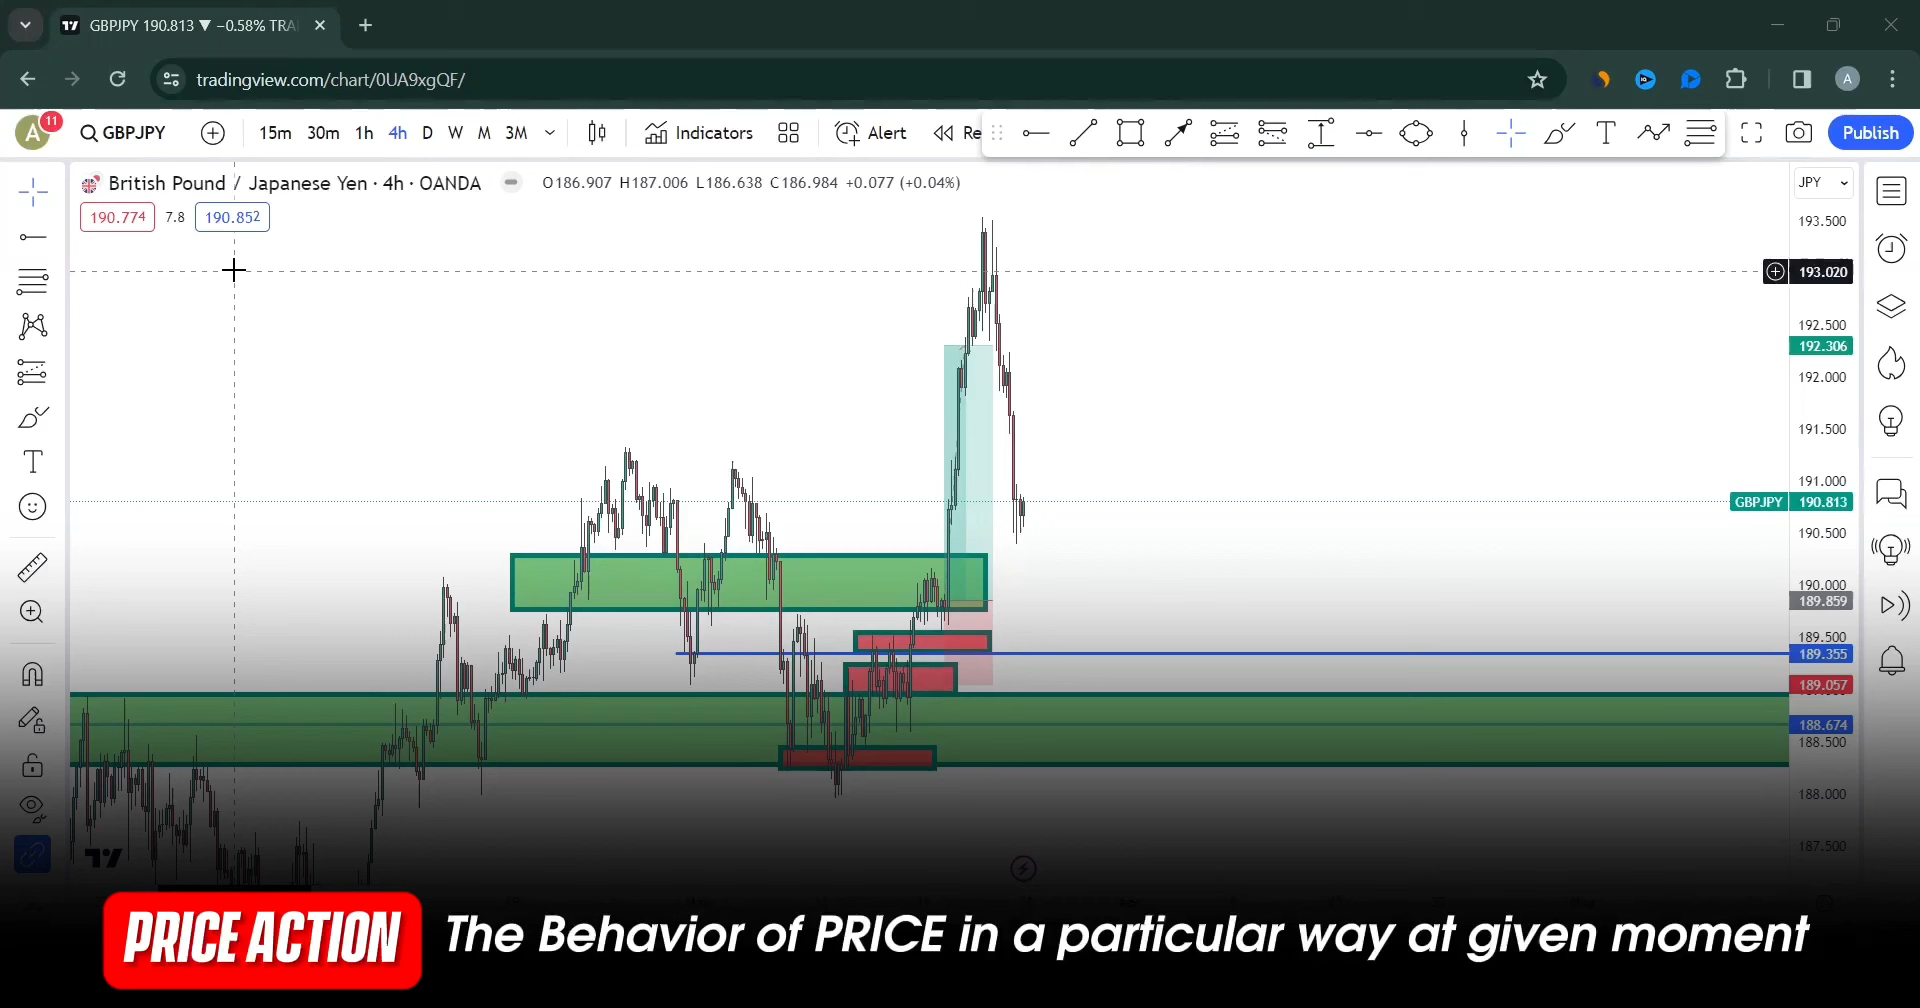 GBPJPY 190.813 ▼ −0.58% TRA
tradingview.com/chart/0UA9xgQF/
A
A
11
GBPJPY
15m 30m 1h 4h D W M 3M
Indicators
Alert
Re
Publish
British Pound / Japanese Yen · 4h · OANDA
O186.907 H187.006 L186.638 C186.984 +0.077 (+0.04%)
JPY
190.774
7.8
190.852
193.500
193.020
192.500
192.306
192.000
191.500
191.000
GBPJPY 190.813
190.500
190.000
189.859
189.500
189.355
189.057
188.674
188.500
188.000
187.500
PRICE ACTION
The Behavior of PRICE in a particular way at given moment